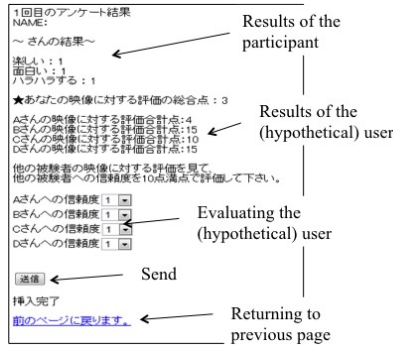 1回目のアンケート結果
NAME:
～ さんの結果～
楽しい : 1
面白い : 1
ハラハラする : 1
★あなたの映像に対する評価の総合点 : 3
Aさんの映像に対する評価合計点:4
Bさんの映像に対する評価合計点:15
Cさんの映像に対する評価合計点:10
Dさんの映像に対する評価合計点:15
他の被験者の映像に対する評価を見て、
他の被験者への信頼度を10点満点で評価して下さい。
Aさんへの信頼度 1
Bさんへの信頼度 1
Cさんへの信頼度 1
Dさんへの信頼度 1
送信
挿入完了
前のページに戻ります。
Results of the
participant
Results of the
(hypothetical) user
Evaluating the
(hypothetical) user
Send
Returning to
previous page